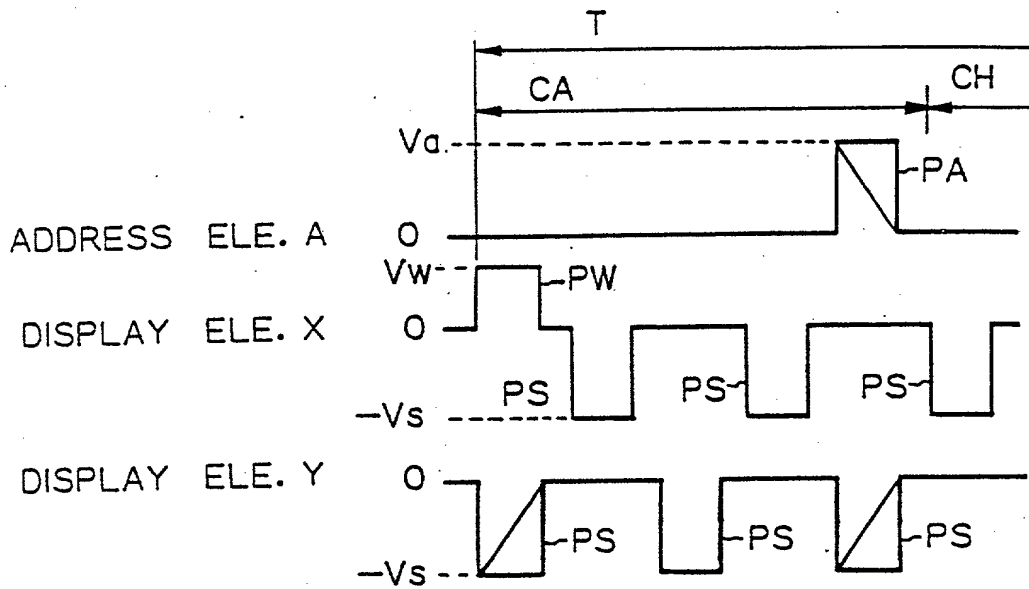 T
CA CH
Va
PA
ADDRESS ELE. A 0
Vw PW
DISPLAY ELE. X 0
PS PS PS
-Vs
DISPLAY ELE. Y 0
PS PS PS
-Vs